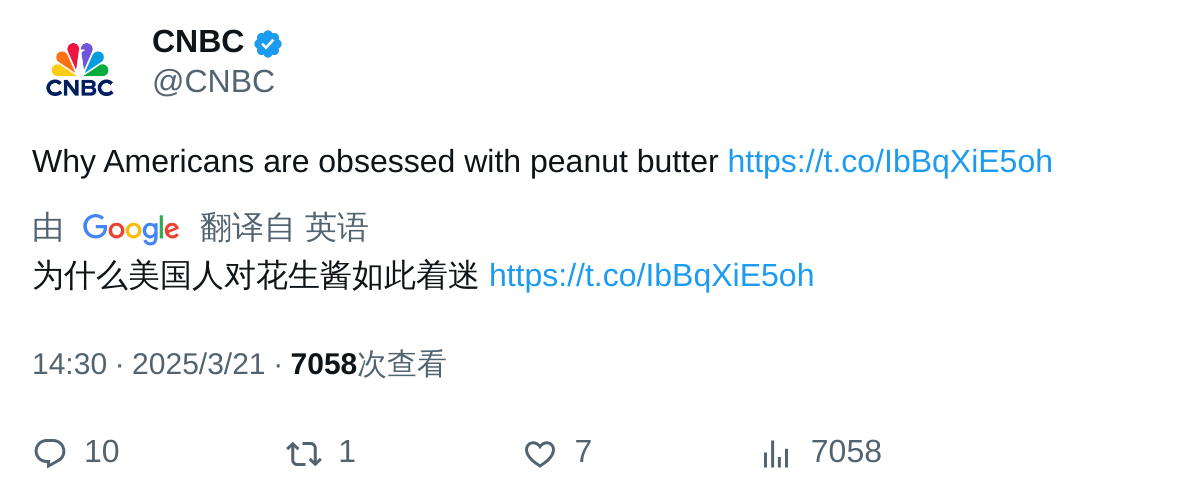 CNBC
CNBC
@CNBC
Why Americans are obsessed with peanut butter https://t.co/IbBqXiE5oh
由 Google 翻译自 英语
为什么美国人对花生酱如此着迷 https://t.co/IbBqXiE5oh
14:30 · 2025/3/21 · 7058次查看
10 1 7 7058